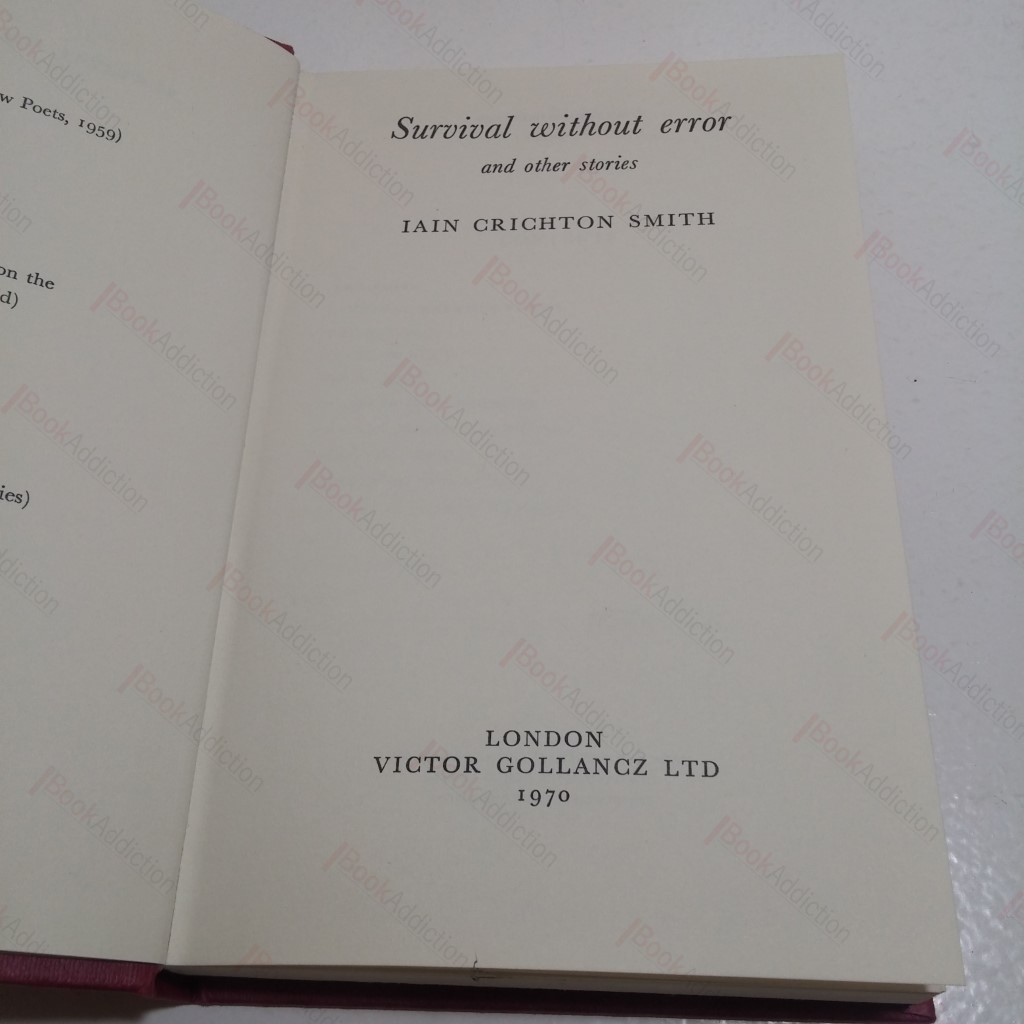 w Poets, 1959)
on the
d)
ies)
Survival without error
and other stories
IAIN CRICHTON SMITH
LONDON
VICTOR GOLLANCZ LTD
1970
BookAddiction